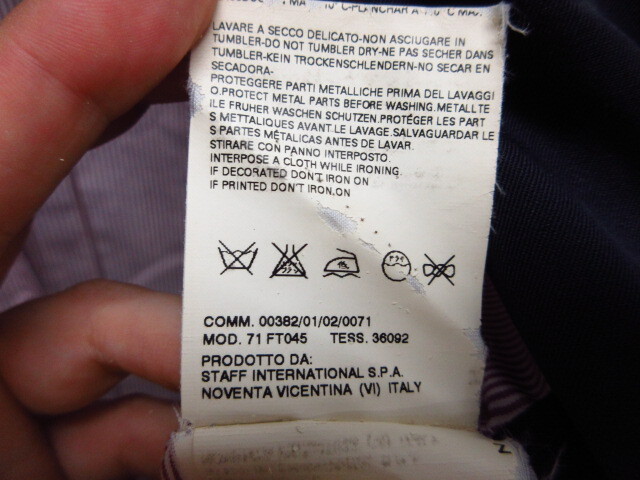 LAVARE A SECCO DELICATO-NON ASCIUGARE IN
TUMBLER-DO NOT TUMBLER DRY-NE PAS SECHER DANS
TUMBLER-KEIN TROCKENSCHLENDERN-NO SECAR EN
SECADORA-
PROTEGGERE PARTI METALLICHE PRIMA DEL LAVAGGI
O.PROTECT METAL PARTS BEFORE WASHING.METALLTE
ILE FRUHER WASCHEN SCHUTZEN.PROTÉGER LES PART
S METTALIQUES AVANT LE LAVAGE.SALVAGUARDAR LE
S PARTES METÁLICAS ANTES DE LAVAR.
STIRARE CON PANNO INTERPOSTO.
INTERPOSE A CLOTH WHILE IRONING.
IF DECORATED DON'T IRON ON
IF PRINTED DON'T IRON.ON
COMM. 00382/01/02/0071
MOD. 71 FT045 TESS. 36092
PRODOTTO DA:
STAFF INTERNATIONAL S.P.A.
NOVENTA VICENTINA (VI) ITALY